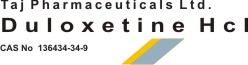 Taj Pharmaceuticals Ltd.
Duloxetine Hcl
CAS No 136434-34-9